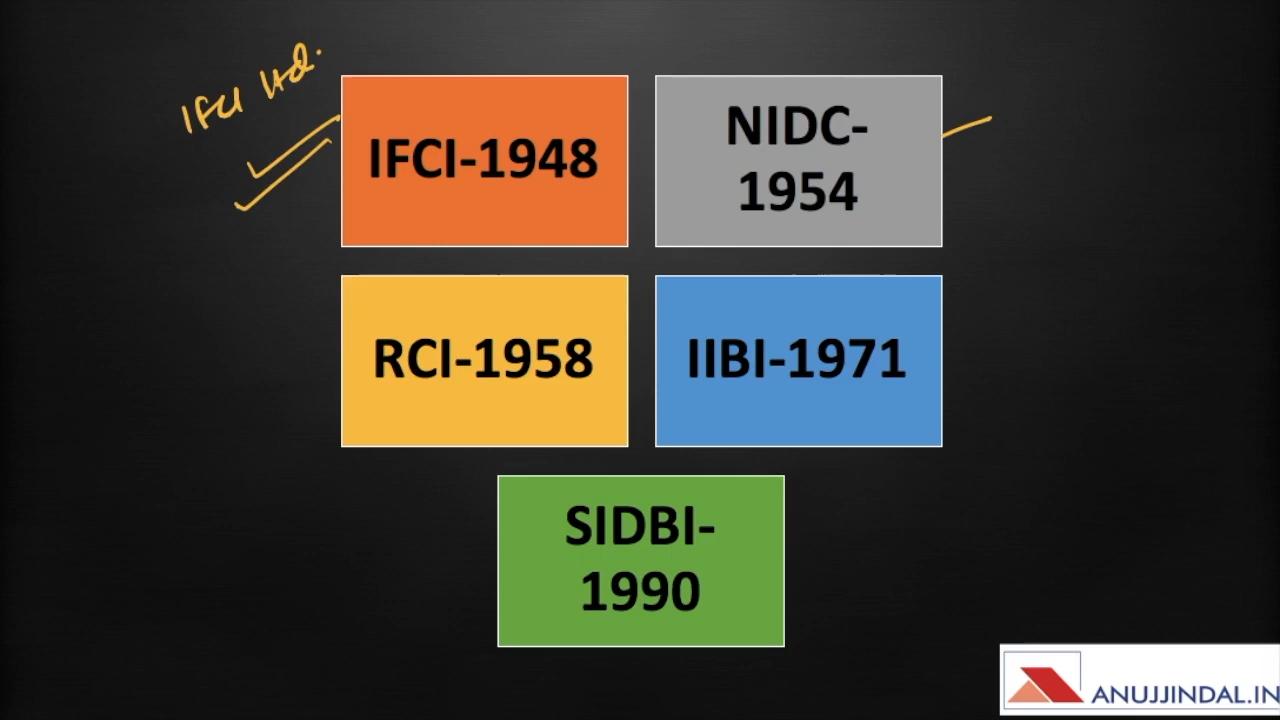 IFCI Ltd.
IFCI-1948
NIDC-
1954
RCI-1958
IIBI-1971
SIDBI-
1990
ANUJJINDAL.IN